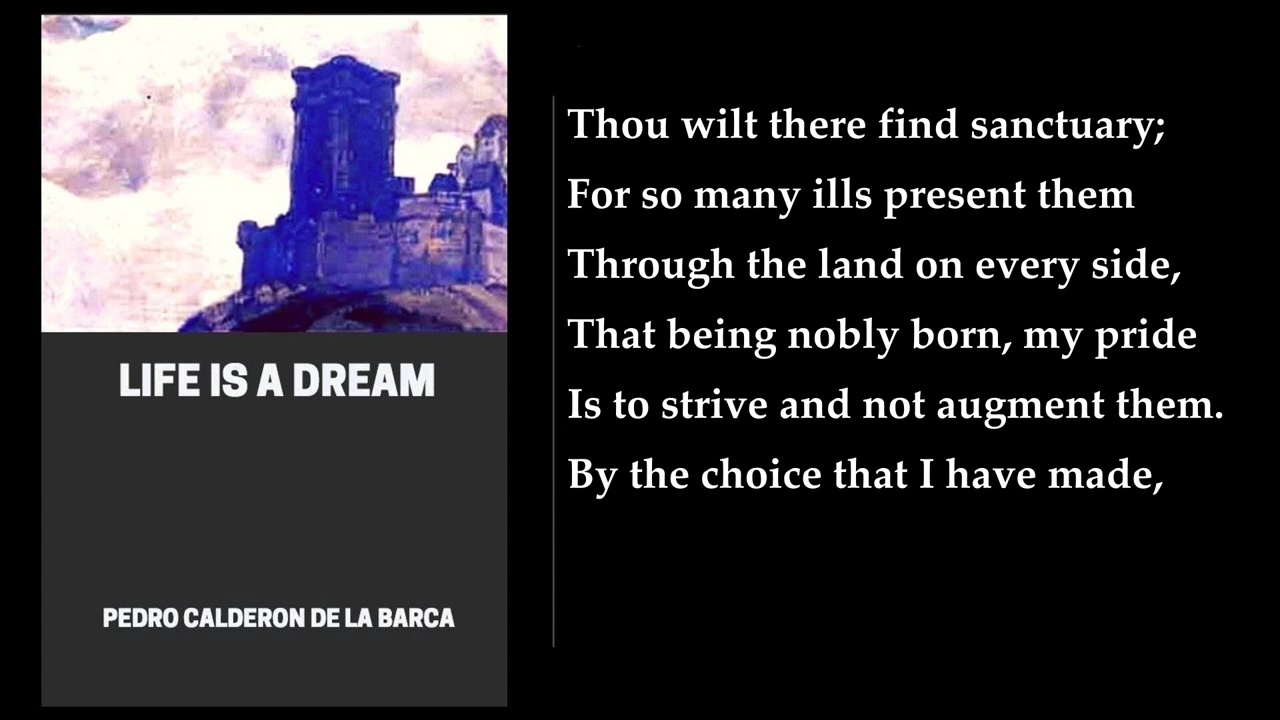 LIFE IS A DREAM
PEDRO CALDERON DE LA BARCA
Thou wilt there find sanctuary;
For so many ills present them
Through the land on every side,
That being nobly born, my pride
Is to strive and not augment them.
By the choice that I have made,